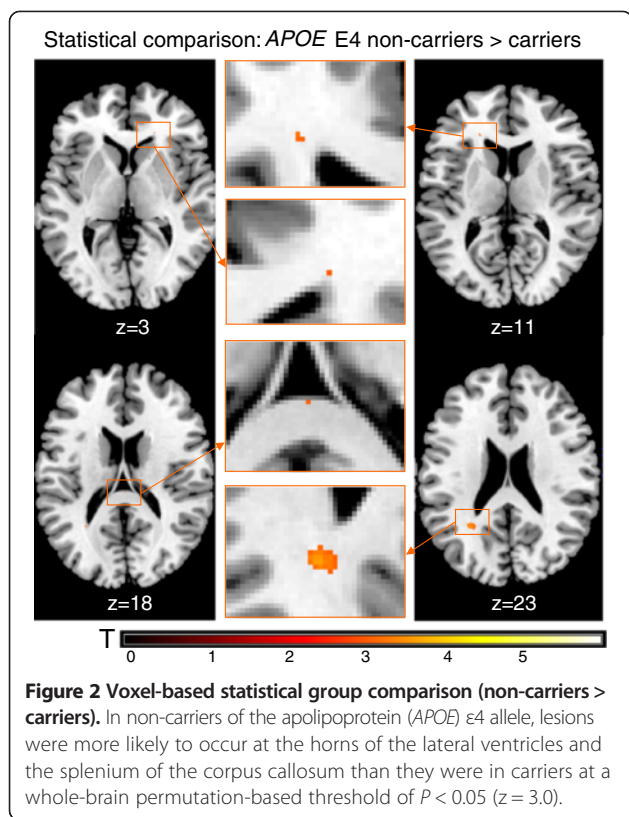 Statistical comparison: APOE E4 non-carriers > carriers
z=3
z=11
z=18
z=23
T
0 1 2 3 4 5
Figure 2 Voxel-based statistical group comparison (non-carriers >
carriers). In non-carriers of the apolipoprotein (APOE) ε4 allele, lesions
were more likely to occur at the horns of the lateral ventricles and
the splenium of the corpus callosum than they were in carriers at a
whole-brain permutation-based threshold of P < 0.05 (z = 3.0).